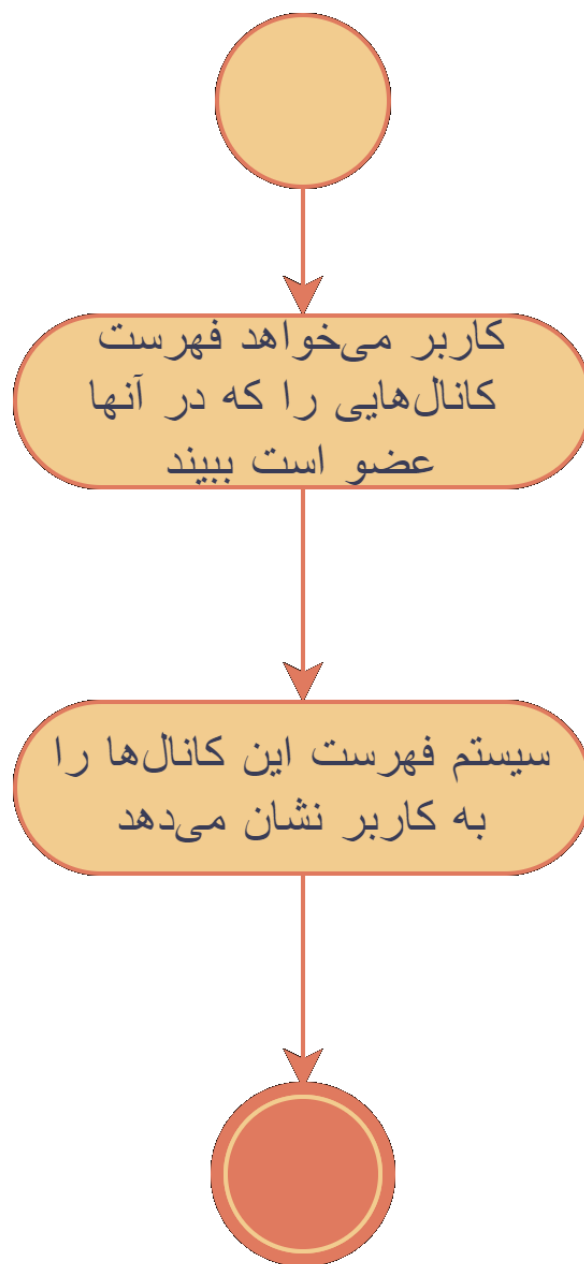 کاربر می‌خواهد فهرست
کانال‌هایی را که در آنها
عضو است ببیند
سیستم فهرست این کانال‌ها را
به کاربر نشان می‌دهد